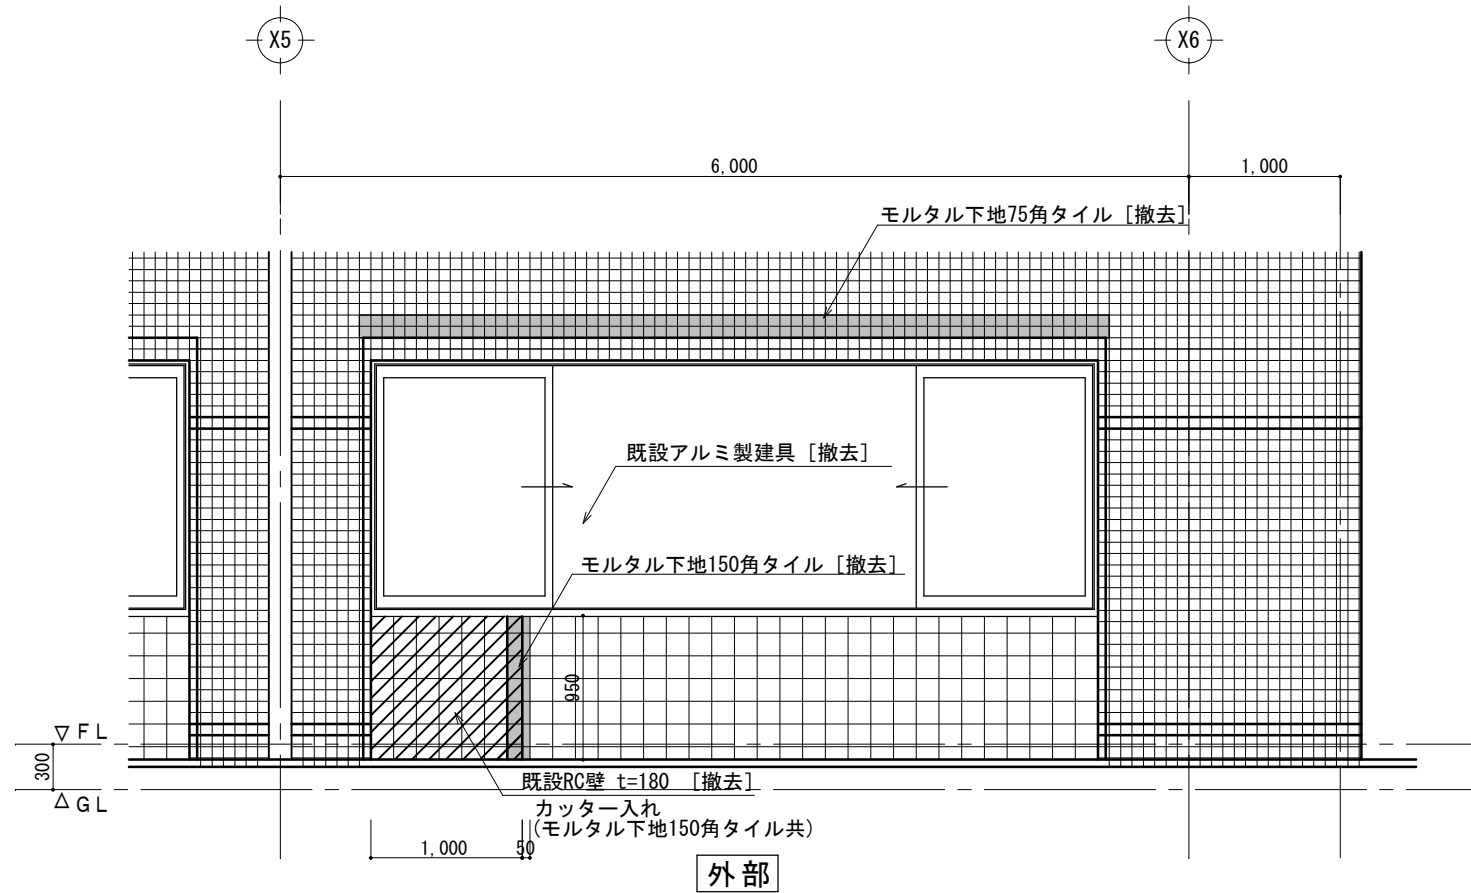 X5
X6
6,000
1,000
モルタル下地75角タイル [撤去]
既設アルミ製建具 [撤去]
モルタル下地150角タイル [撤去]
950
▽FL
300
△GL
既設RC壁 t=180 [撤去]
カッター入れ
(モルタル下地150角タイル共)
1,000
50
外部